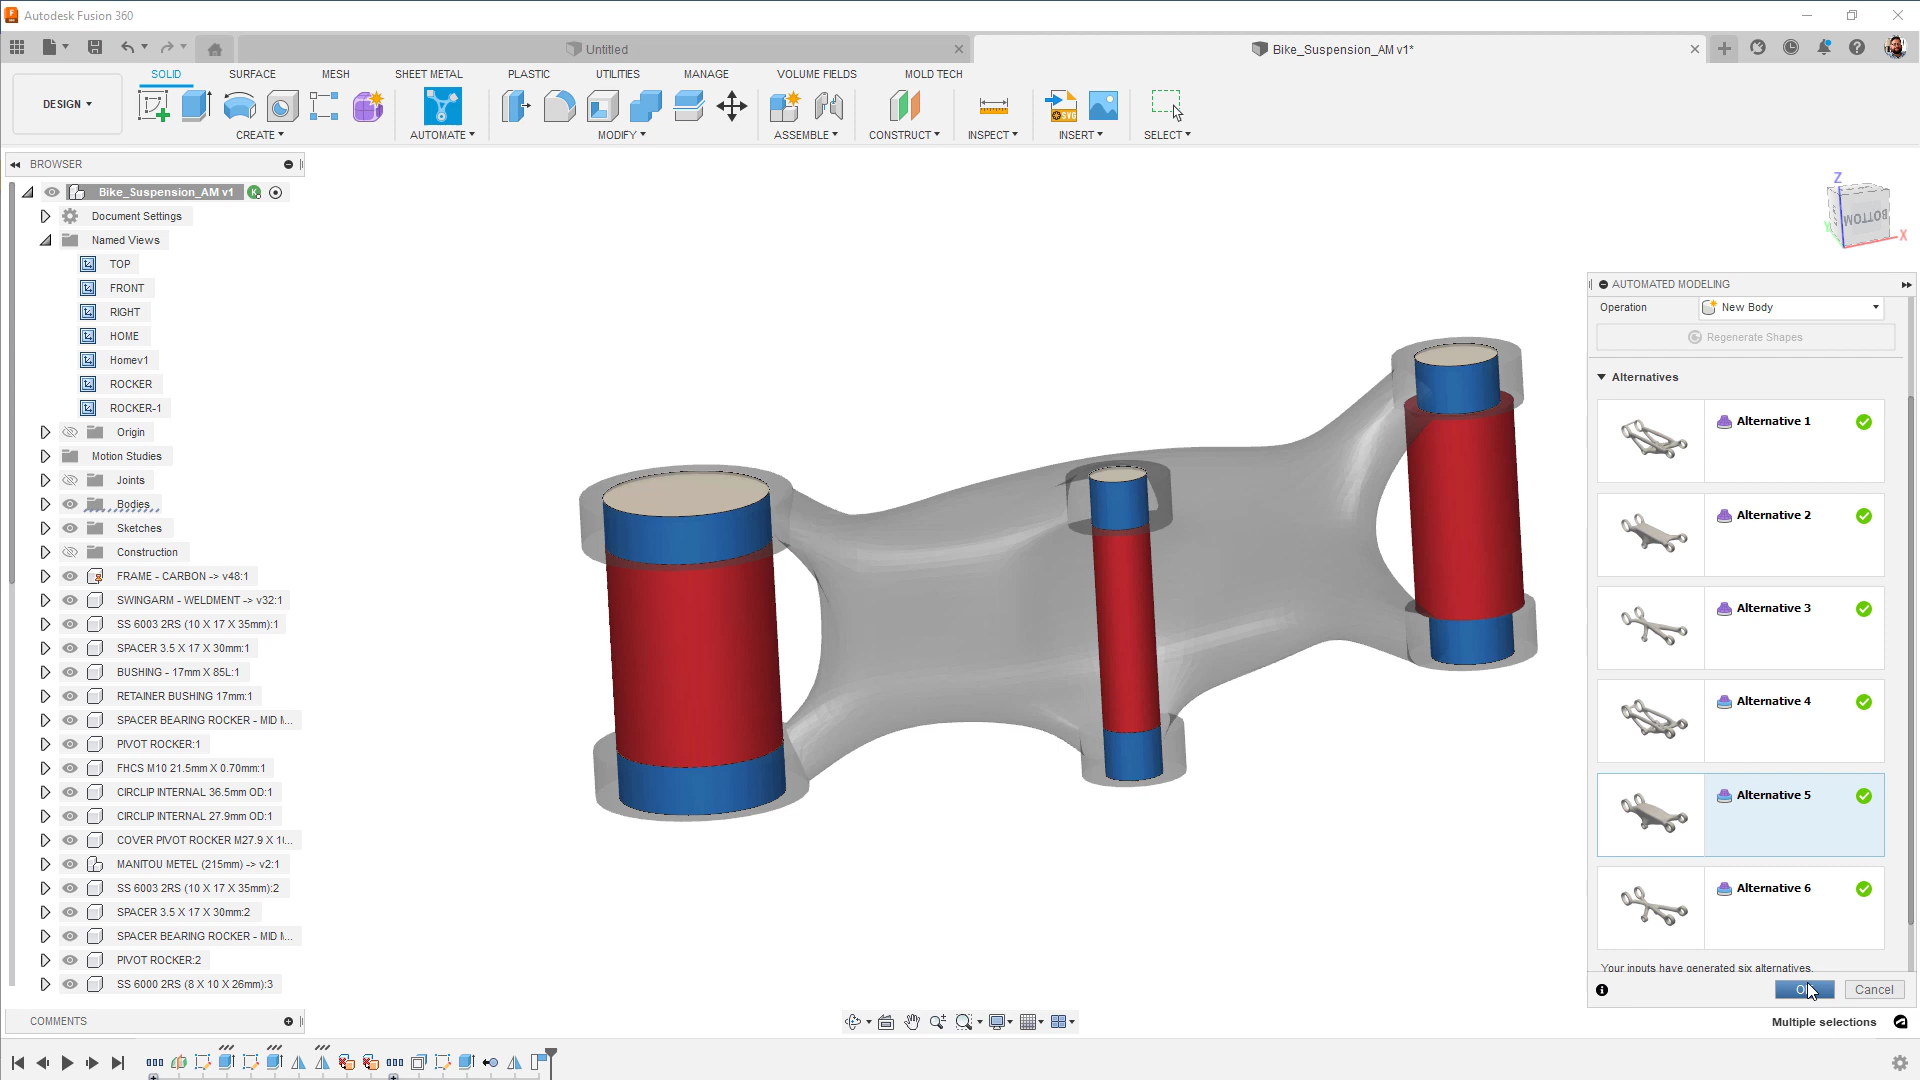 Autodesk Fusion 360
Untitled
Bike_Suspension_AM v1*
DESIGN
SOLID
SURFACE
MESH
SHEET METAL
PLASTIC
UTILITIES
MANAGE
VOLUME FIELDS
MOLD TECH
CREATE
AUTOMATE
MODIFY
ASSEMBLE
CONSTRUCT
INSPECT
SVG
INSERT
SELECT
BROWSER
Bike_Suspension_AM v1
Document Settings
Named Views
TOP
FRONT
RIGHT
HOME
Homev1
ROCKER
ROCKER-1
Origin
Motion Studies
Joints
Bodies
Sketches
Construction
FRAME - CARBON -> v48:1
SWINGARM - WELDMENT -> v32:1
SS 6003 2RS (10 X 17 X 35mm):1
SPACER 3.5 X 17 X 30mm:1
BUSHING - 17mm X 85L:1
RETAINER BUSHING 17mm:1
SPACER BEARING ROCKER - MID M...
PIVOT ROCKER:1
FHCS M10 21.5mm X 0.70mm:1
CIRCLIP INTERNAL 36.5mm OD:1
CIRCLIP INTERNAL 27.9mm OD:1
COVER PIVOT ROCKER M27.9 X 1(...
MANITOU METEL (215mm) -> v2:1
SS 6003 2RS (10 X 17 X 35mm):2
SPACER 3.5 X 17 X 30mm:2
SPACER BEARING ROCKER - MID M...
PIVOT ROCKER:2
SS 6000 2RS (8 X 10 X 26mm):3
COMMENTS
Z
BOTTOM
Y
X
AUTOMATED MODELING
Operation
New Body
Regenerate Shapes
Alternatives
Alternative 1
Alternative 2
Alternative 3
Alternative 4
Alternative 5
Alternative 6
Your inputs have generated six alternatives.
Cancel
Multiple selections